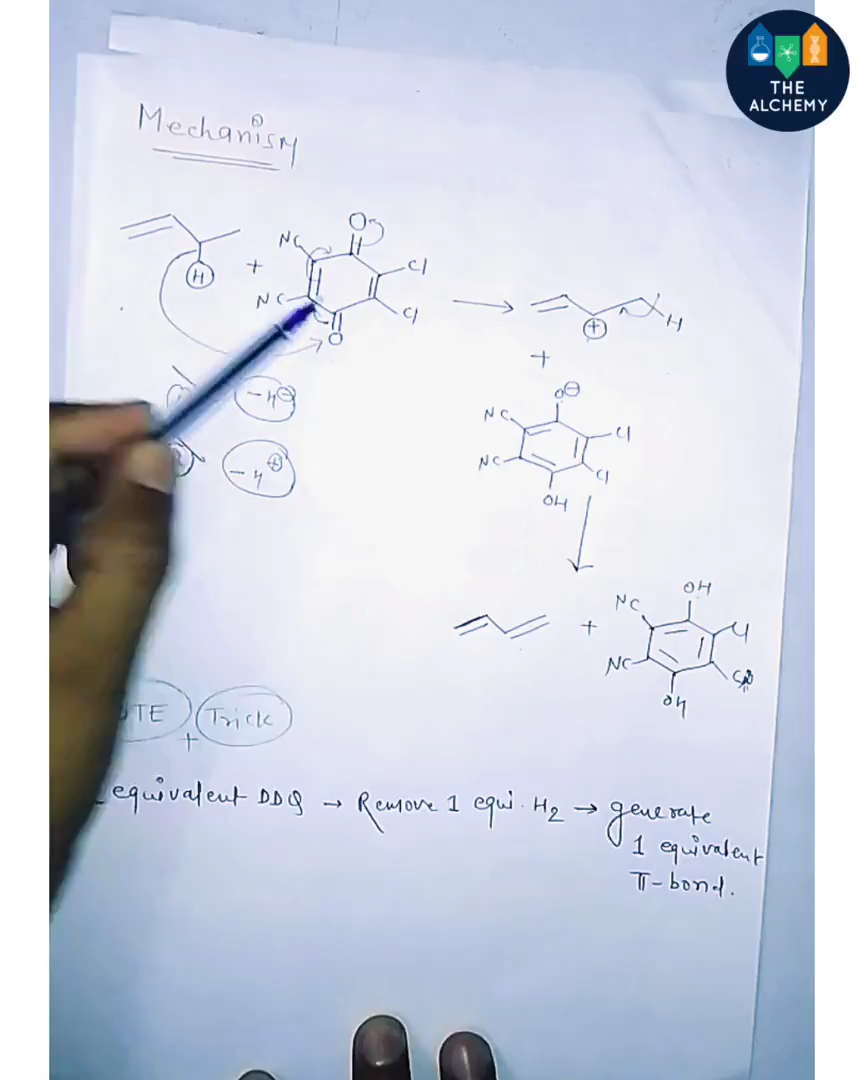 THE
ALCHEMY
Mechanism
NC
O
Cl
H
+
NC
Cl
O
H
+
+
-H⊖
-H⊕
O⊖
NC
Cl
NC
Cl
OH
OH
NC
Cl
+
NC
OH
TE
Trick
+
equivalent DDQ → Remove 1 equi. H2 → generate
1 equivalent
π-bond.